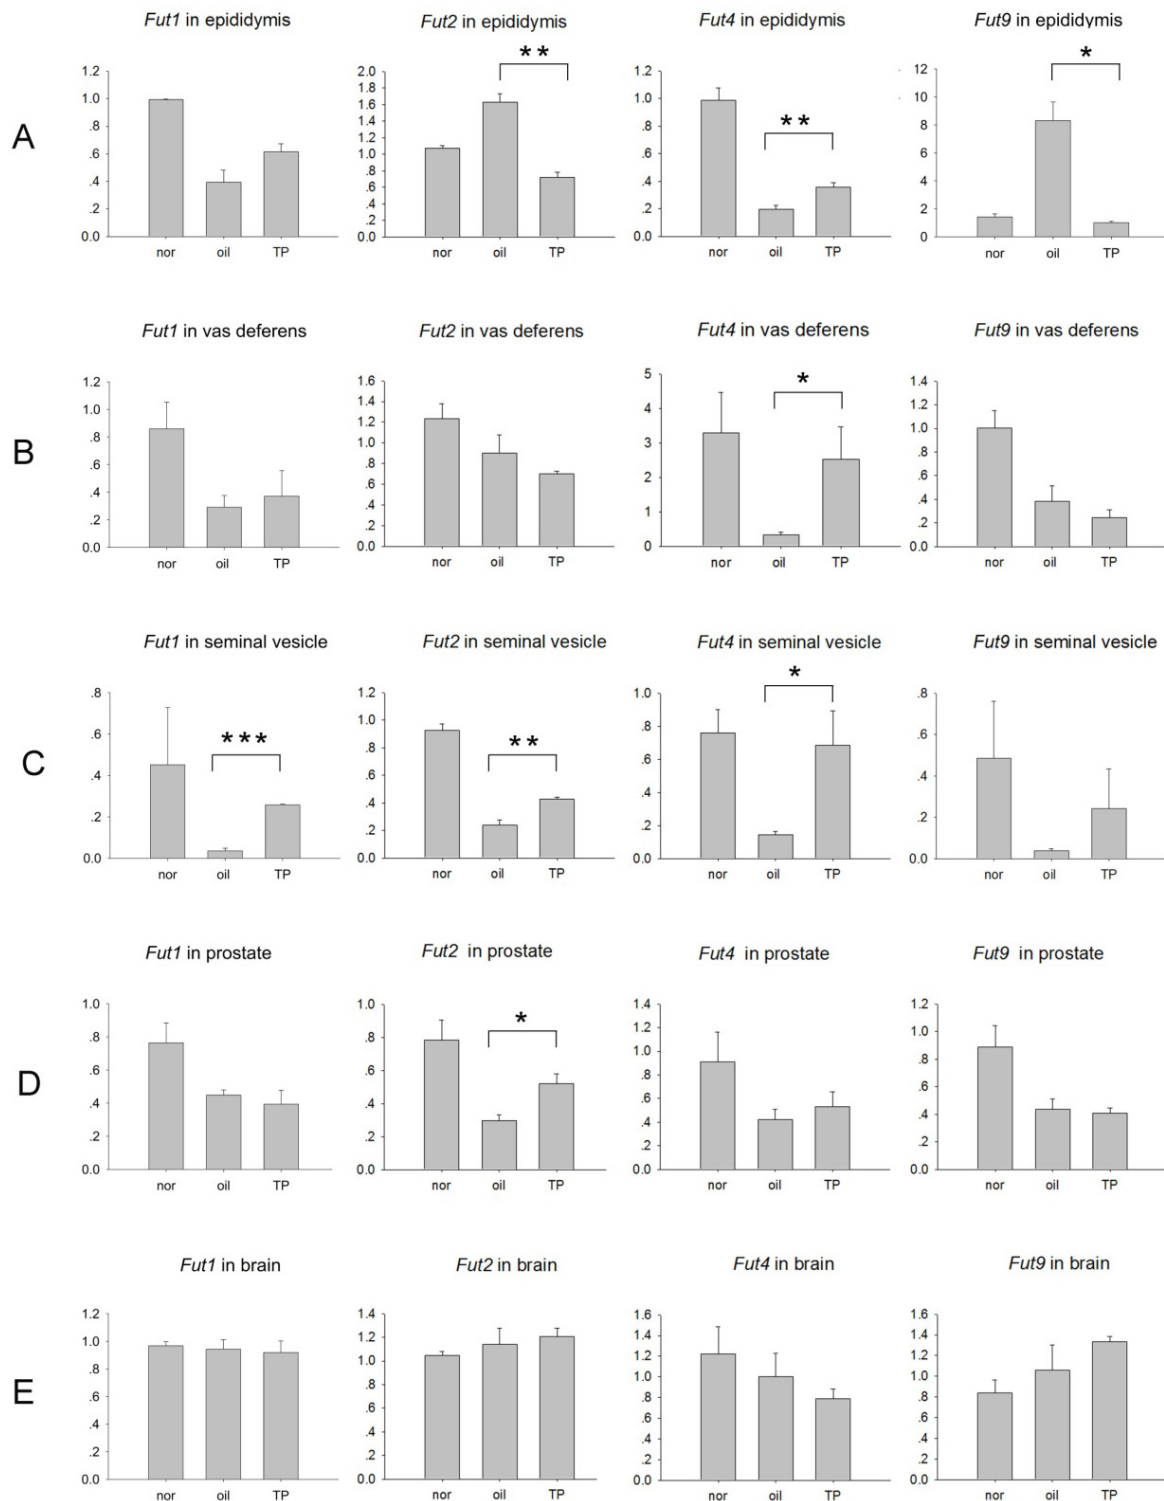 Fut1 in epididymis Fut2 in epididymis Fut4 in epididymis Fut9 in epididymis
A
1.2 1.0 .8 .6 .4 .2 0.0
nor oil TP
2.0 1.8 1.6 1.4 1.2 1.0 0.8 0.6 .4 .2 0.0
**
nor oil TP
1.2 1.0 .8 .6 .4 .2 0.0
**
nor oil TP
12 10 8 6 4 2 0
*
nor oil TP
Fut1 in vas deferens Fut2 in vas deferens Fut4 in vas deferens Fut9 in vas deferens
B
1.2 1.0 .8 .6 .4 .2 0.0
nor oil TP
1.6 1.4 1.2 1.0 .8 .6 .4 .2 0.0
nor oil TP
5 4 3 2 1 0
*
nor oil TP
1.4 1.2 1.0 .8 .6 .4 .2 0.0
nor oil TP
Fut1 in seminal vesicle Fut2 in seminal vesicle Fut4 in seminal vesicle Fut9 in seminal vesicle
C
.8 .6 .4 .2 0.0
***
nor oil TP
1.2 1.0 .8 .6 .4 .2 0.0
**
nor oil TP
1.0 .8 .6 .4 .2 0.0
*
nor oil TP
.8 .6 .4 .2 0.0
nor oil TP
Fut1 in prostate Fut2 in prostate Fut4 in prostate Fut9 in prostate
D
1.0 .8 .6 .4 .2 0.0
nor oil TP
1.0 .8 .6 .4 .2 0.0
*
nor oil TP
1.4 1.2 1.0 .8 .6 .4 .2 0.0
nor oil TP
1.2 1.0 .8 .6 .4 .2 0.0
nor oil TP
Fut1 in brain Fut2 in brain Fut4 in brain Fut9 in brain
E
1.2 1.0 .8 .6 .4 .2 0.0
nor oil TP
1.4 1.2 1.0 .8 .6 .4 .2 0.0
nor oil TP
1.6 1.4 1.2 1.0 .8 .6 .4 .2 0.0
nor oil TP
1.6 1.4 1.2 1.0 .8 .6 .4 .2 0.0
nor oil TP